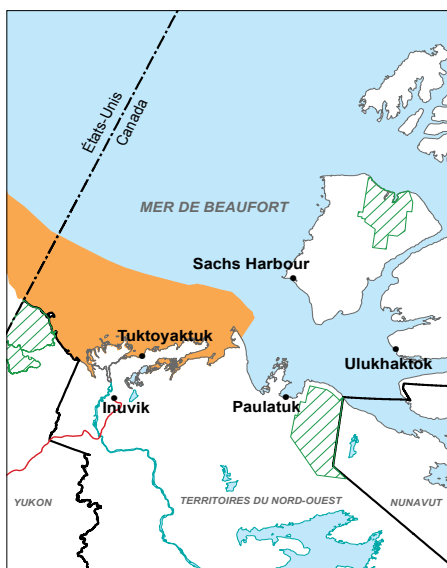 États-Unis
Canada
MER DE BEAUFORT
Sachs Harbour
Tuktoyaktuk
Ulukhaktok
Inuvik
Paulatuk
YUKON
TERRITOIRES DU NORD-OUEST
NUNAVUT